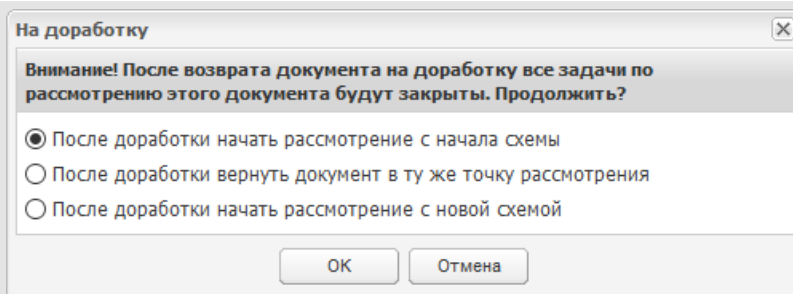 На доработку
Внимание! После возврата документа на доработку все задачи по
рассмотрению этого документа будут закрыты. Продолжить?
После доработки начать рассмотрение с начала схемы
После доработки вернуть документ в ту же точку рассмотрения
После доработки начать рассмотрение с новой схемой
ОК Отмена